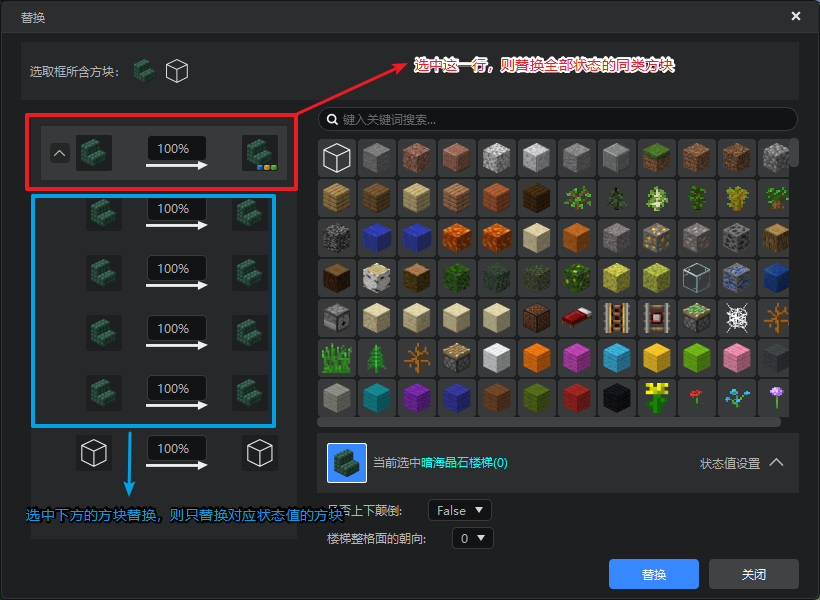 替换
选取框所含方块:
选中这一行，则替换全部状态的同类方块
键入关键词搜索...
100%
100%
100%
100%
100%
100%
当前选中暗海晶石楼梯(0)
状态值设置
选中下方的方块替换，则只替换对应状态值的方块
否上下颠倒:
False
楼梯整格面的朝向:
0
替换
关闭